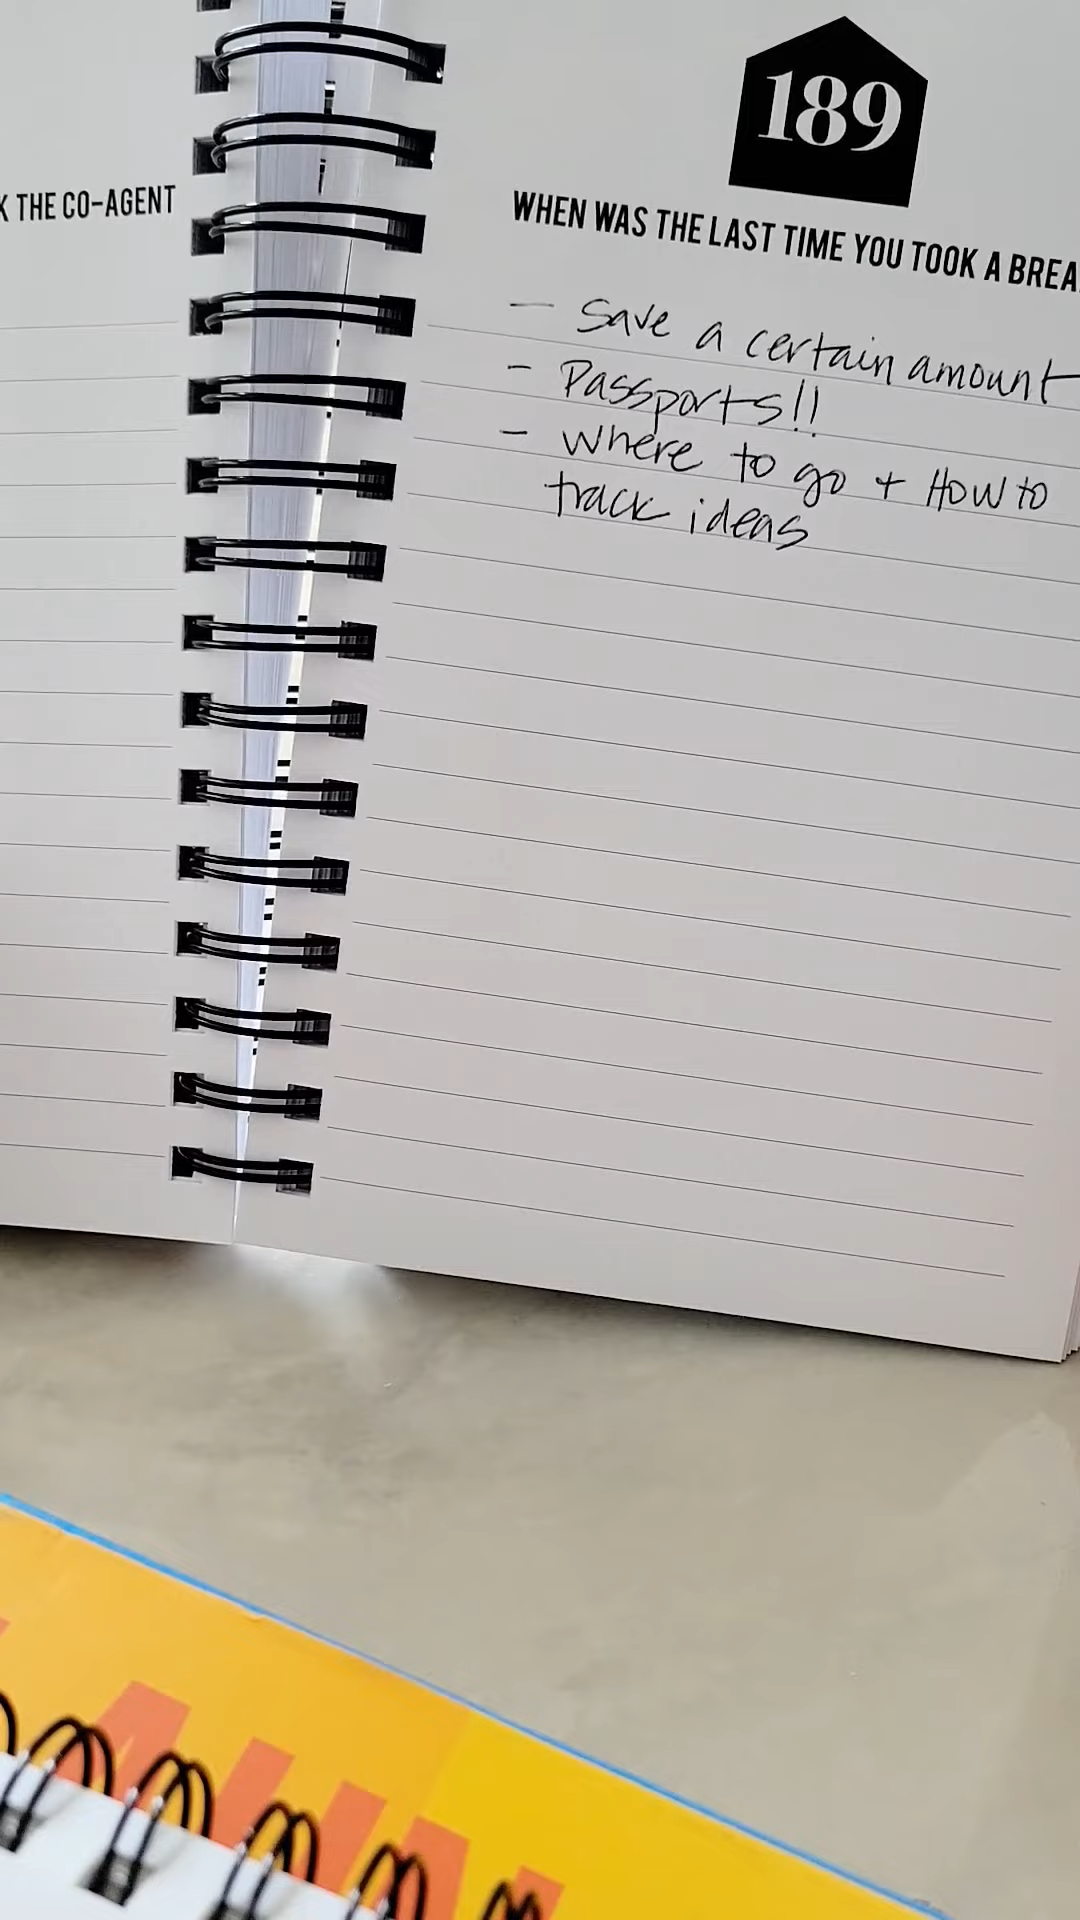 K THE CO-AGENT
189
WHEN WAS THE LAST TIME YOU TOOK A BREA
- Save a certain amount
- Passports!!
- Where to go + How to
track ideas